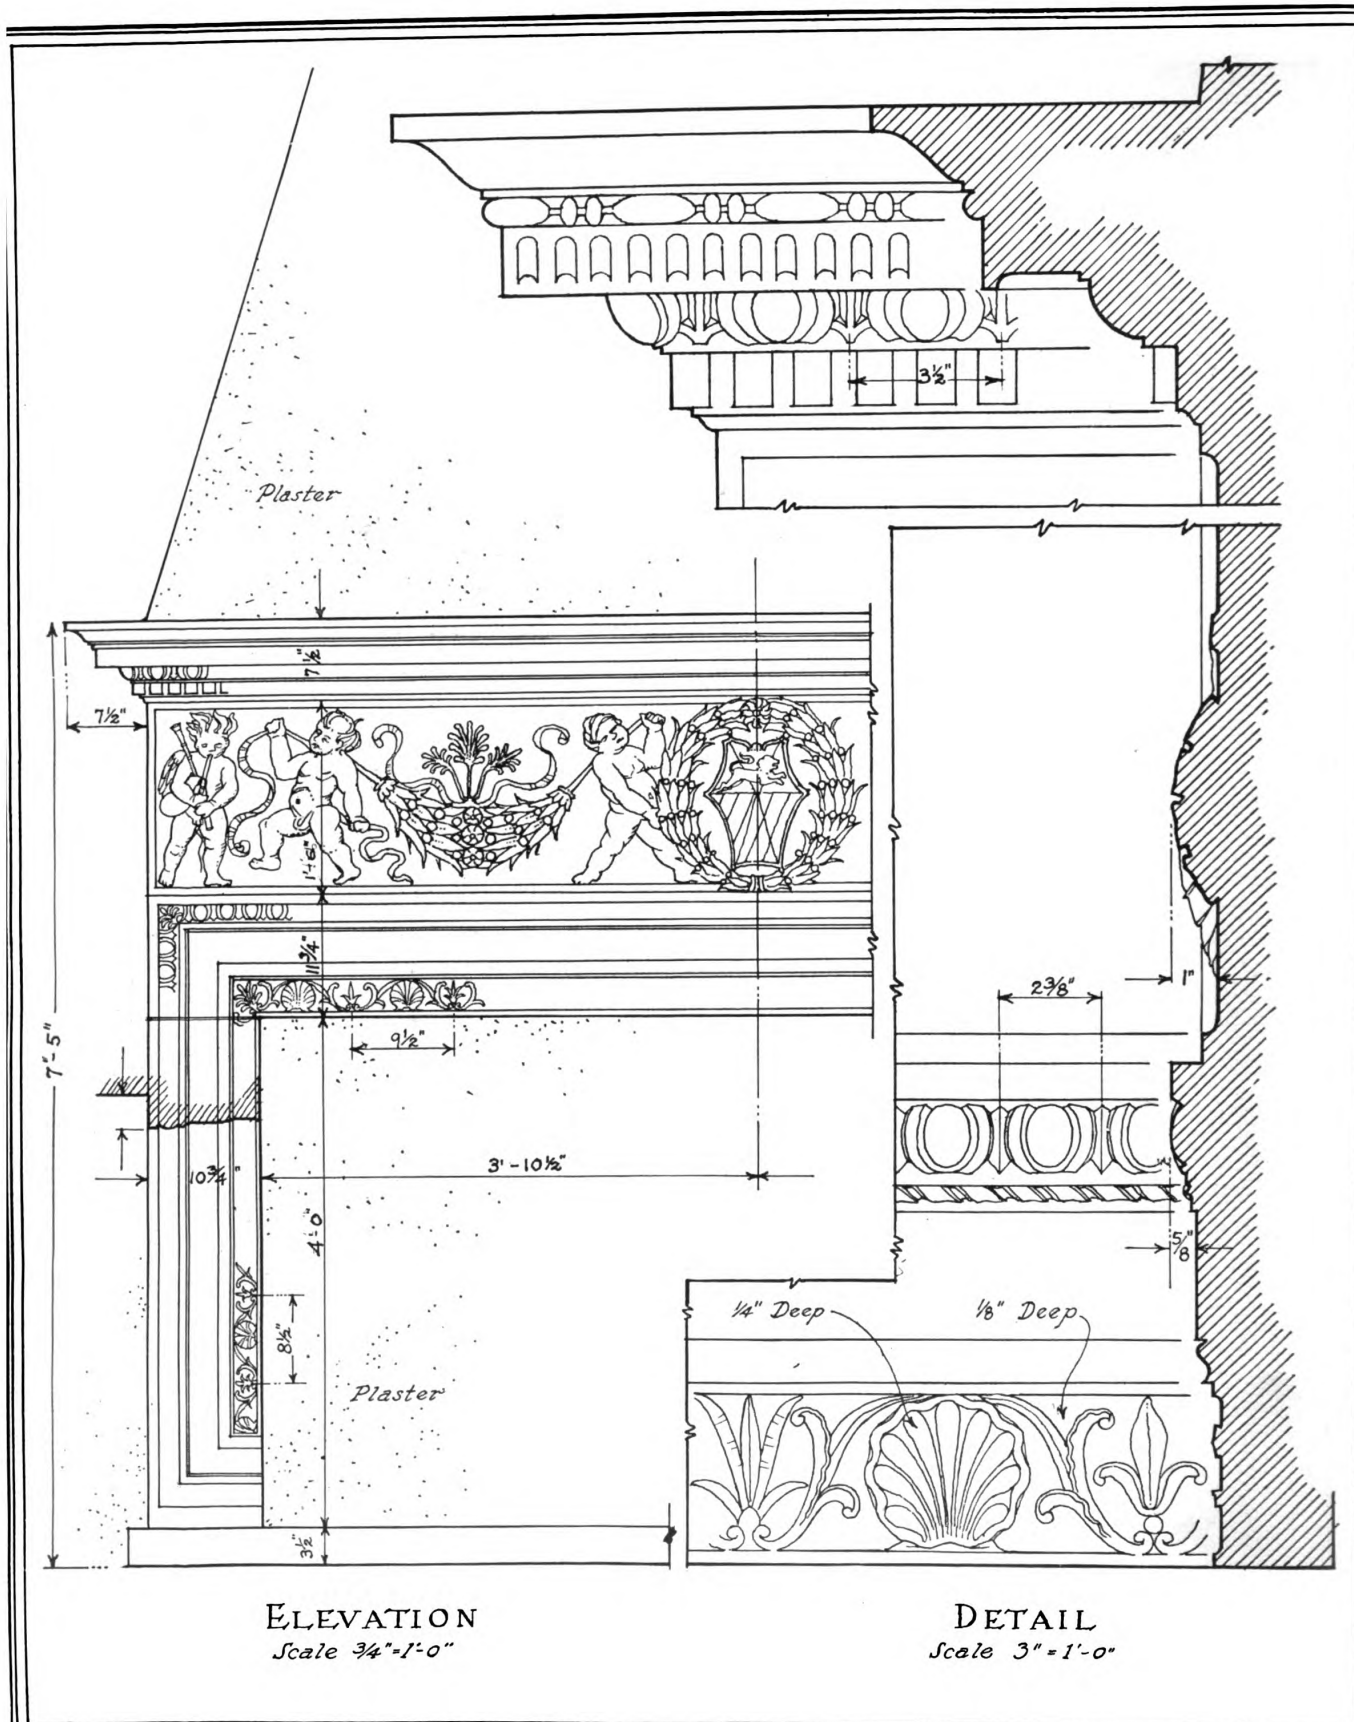 3½"
Plaster
7½"
7½"
1'-6"
11¾"
1"
2⅜"
9½"
7'-5"
10¾"
3'-10½"
4'-0"
⅝"
¼" Deep
⅛" Deep
8½"
Plaster
3½"
ELEVATION
Scale ¾"=1'-0"
DETAIL
Scale 3"=1'-0"